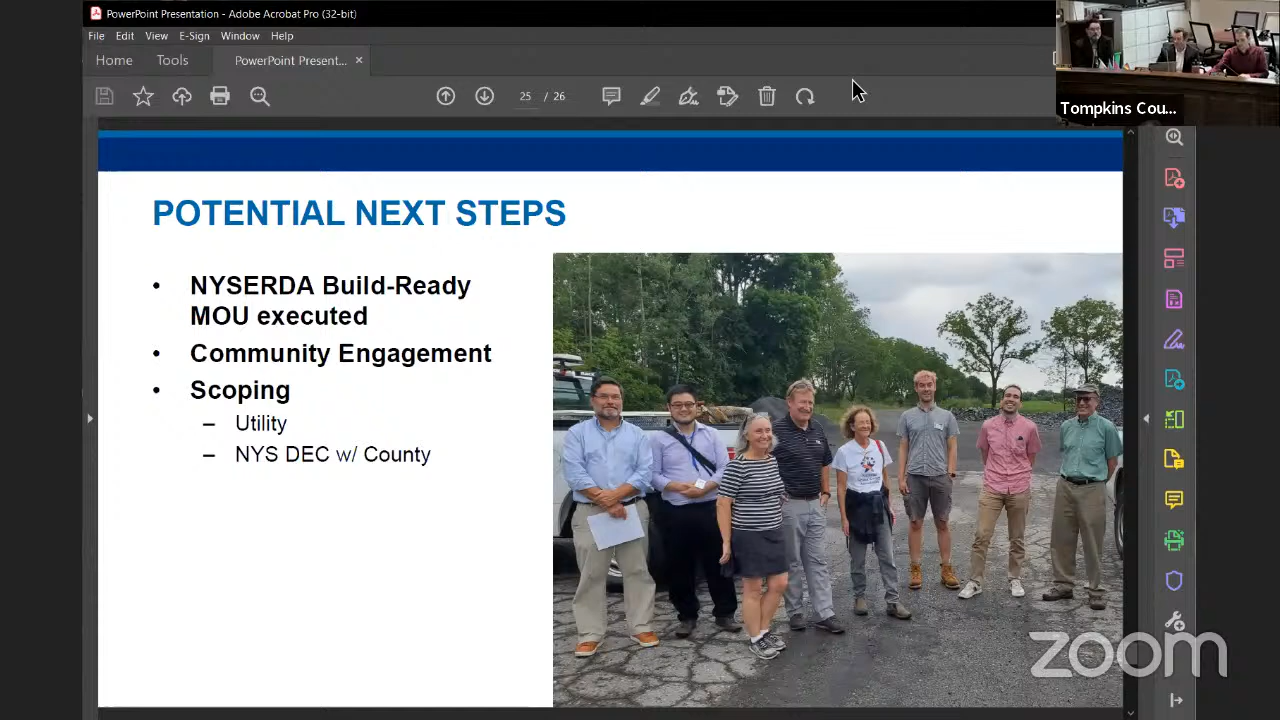 PowerPoint Presentation - Adobe Acrobat Pro (32-bit)
File Edit View E-Sign Window Help
Home Tools PowerPoint Present... ×
25 / 26
Tompkins Cou...
POTENTIAL NEXT STEPS
• NYSERDA Build-Ready
MOU executed
• Community Engagement
• Scoping
– Utility
– NYS DEC w/ County
zoom